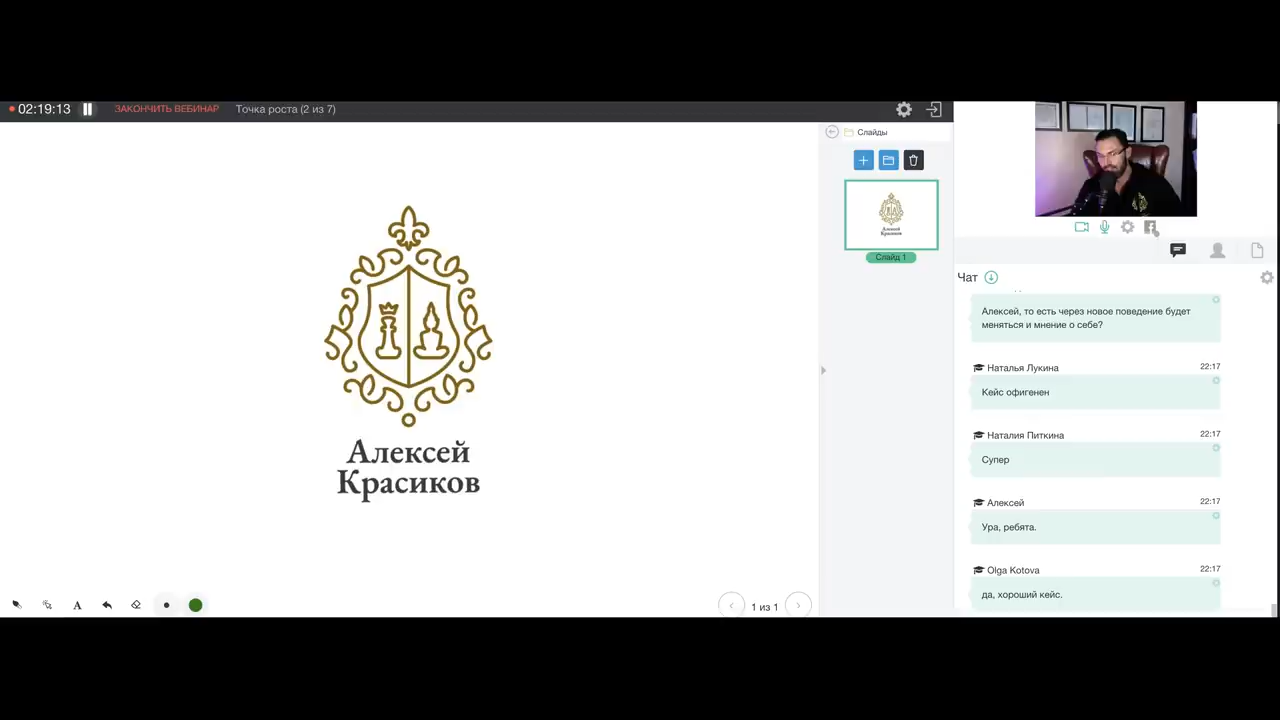 02:19:13
ЗАКОНЧИТЬ ВЕБИНАР
Точка роста (2 из 7)
Алексей
Красиков
1 из 1
Слайды
Алексей
Красиков
Слайд 1
Чат
Алексей, то есть через новое поведение будет
меняться и мнение о себе?
Наталья Лукина 22:17
Кейс офигенен
Наталия Питкина 22:17
Супер
Алексей 22:17
Ура, ребята.
Olga Kotova 22:17
да, хороший кейс.